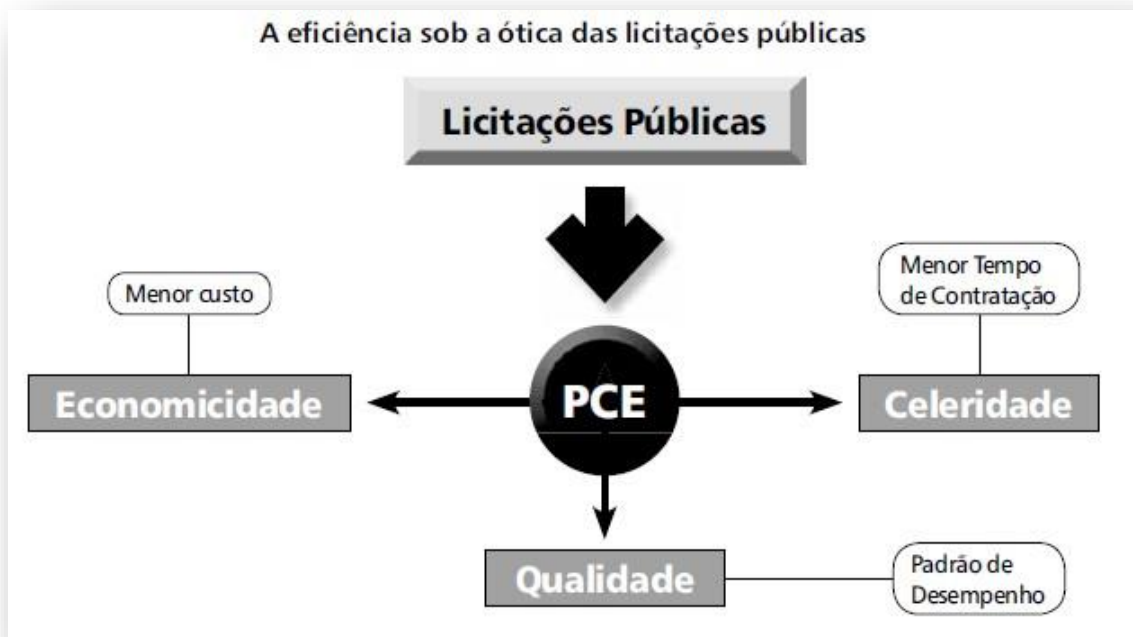 A eficiência sob a ótica das licitações públicas
Licitações Públicas
Menor custo
Menor Tempo
de Contratação
Economicidade
PCE
Celeridade
Qualidade
Padrão de
Desempenho